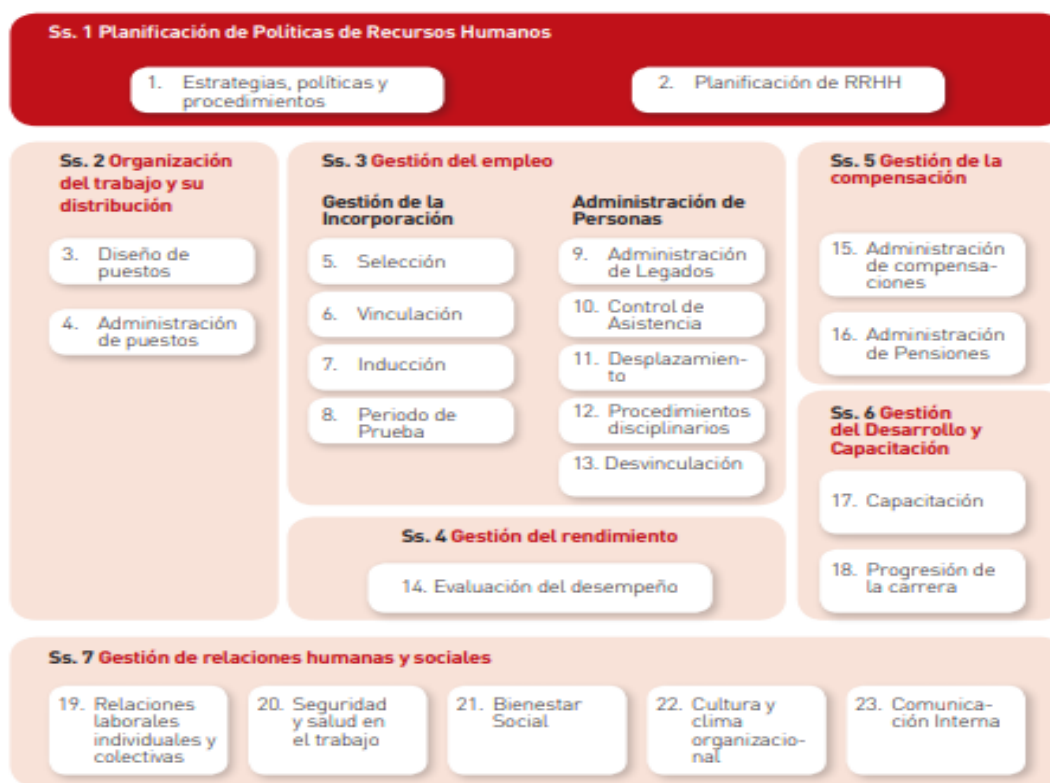 Ss. 1 Planificación de Políticas de Recursos Humanos
1. Estrategias, políticas y
procedimientos
2. Planificación de RRHH
Ss. 2 Organización
del trabajo y su
distribución
3. Diseño de
puestos
4. Administración
de puestos
Ss. 3 Gestión del empleo
Gestión de la
Incorporación
5. Selección
6. Vinculación
7. Inducción
8. Periodo de
Prueba
Administración de
Personas
9. Administración
de Legados
10. Control de
Asistencia
11. Desplazamien-
to
12. Procedimientos
disciplinarios
13. Desvinculación
Ss. 4 Gestión del rendimiento
14. Evaluación del desempeño
Ss. 5 Gestión de la
compensación
15. Administración
de compensa-
ciones
16. Administración
de Pensiones
Ss. 6 Gestión
del Desarrollo y
Capacitación
17. Capacitación
18. Progresión de
la carrera
Ss. 7 Gestión de relaciones humanas y sociales
19. Relaciones
laborales
individuales y
colectivas
20. Seguridad
y salud en
el trabajo
21. Bienestar
Social
22. Cultura y
clima
organizacio-
nal
23. Comunica-
ción Interna